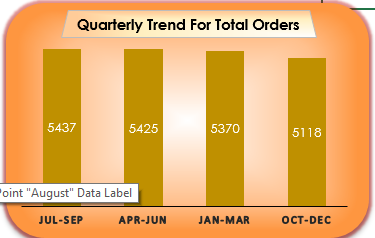 Quarterly Trend For Total Orders
5437 5425 5370 5118
Point "August" Data Label
JUL-SEP APR-JUN JAN-MAR OCT-DEC